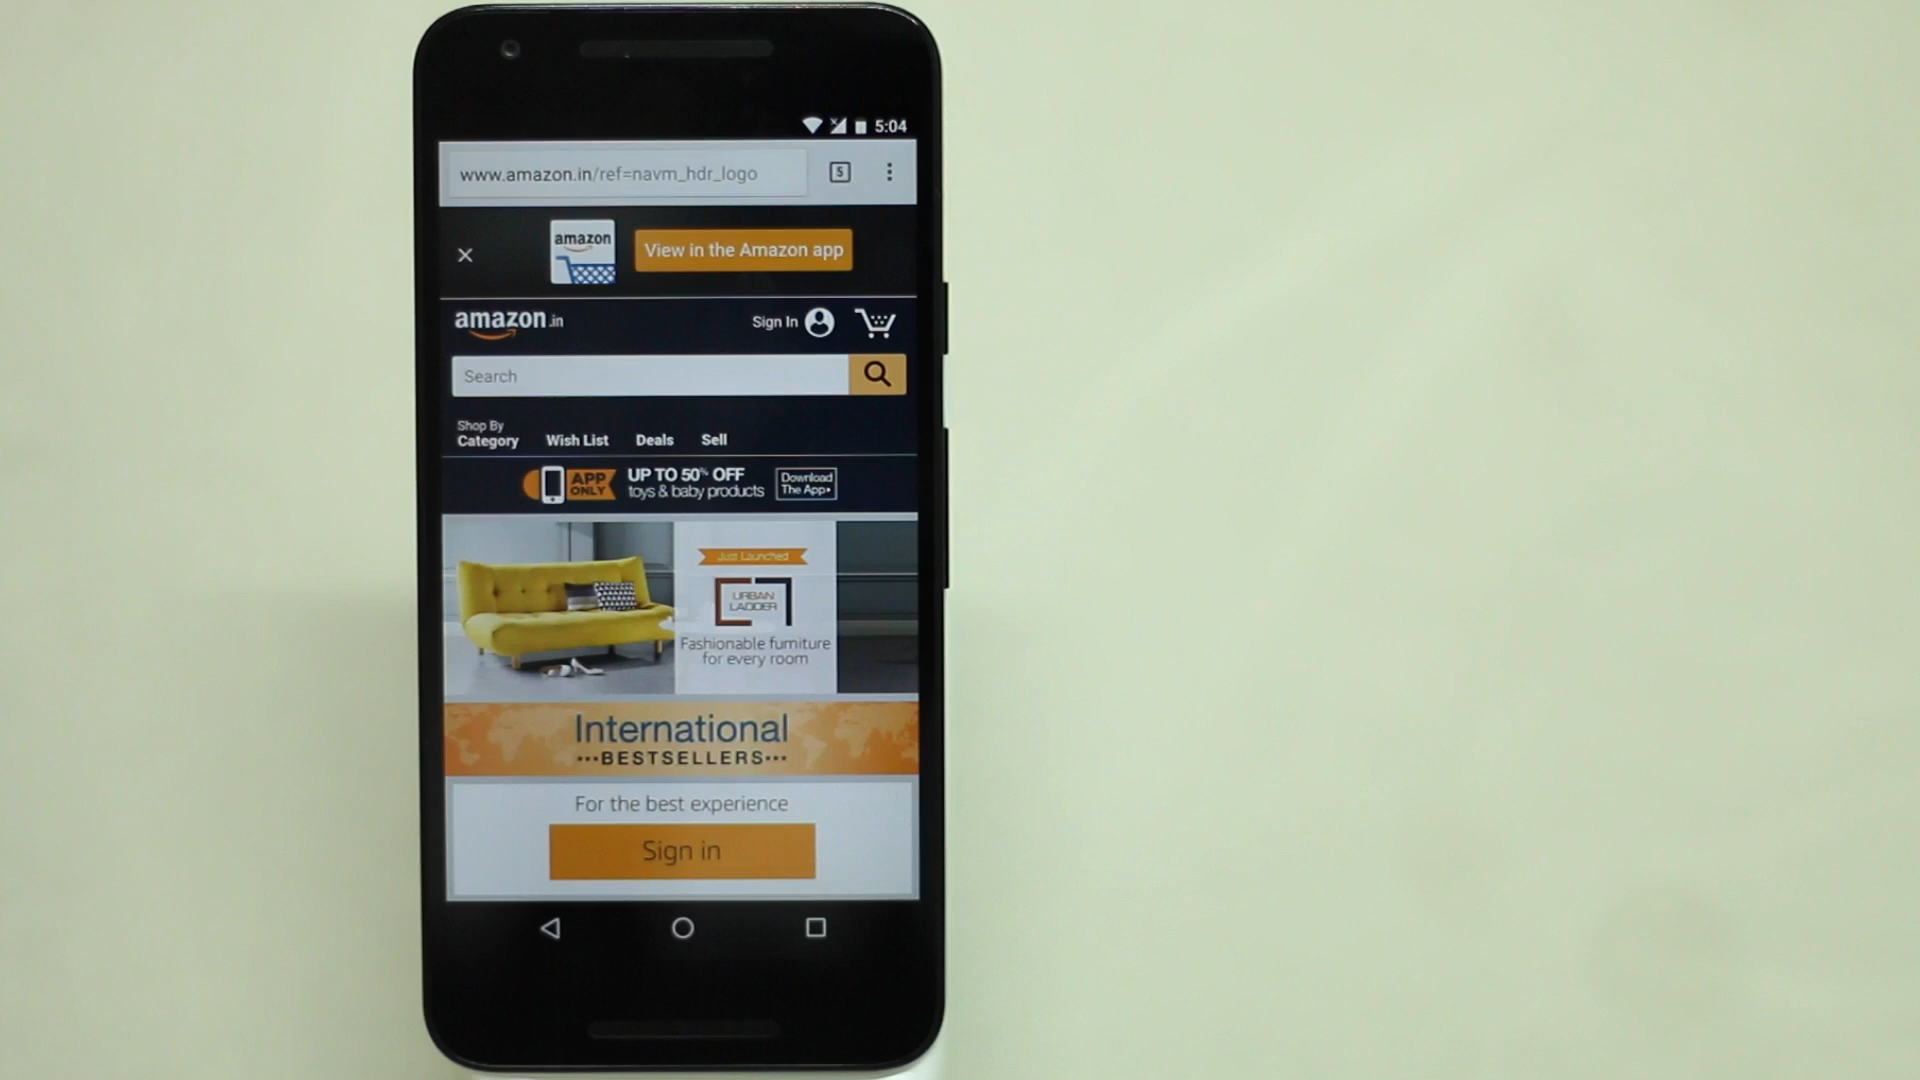 5:04
www.amazon.in/ref=navm_hdr_logo
5
amazon
View in the Amazon app
amazon.in
Sign In
Search
Shop By
Category
Wish List
Deals
Sell
APP
ONLY
UP TO 50% OFF
toys & baby products
Download
The App
Just Launched
URBAN
LADDER
Fashionable furniture
for every room
International
BESTSELLERS
For the best experience
Sign in